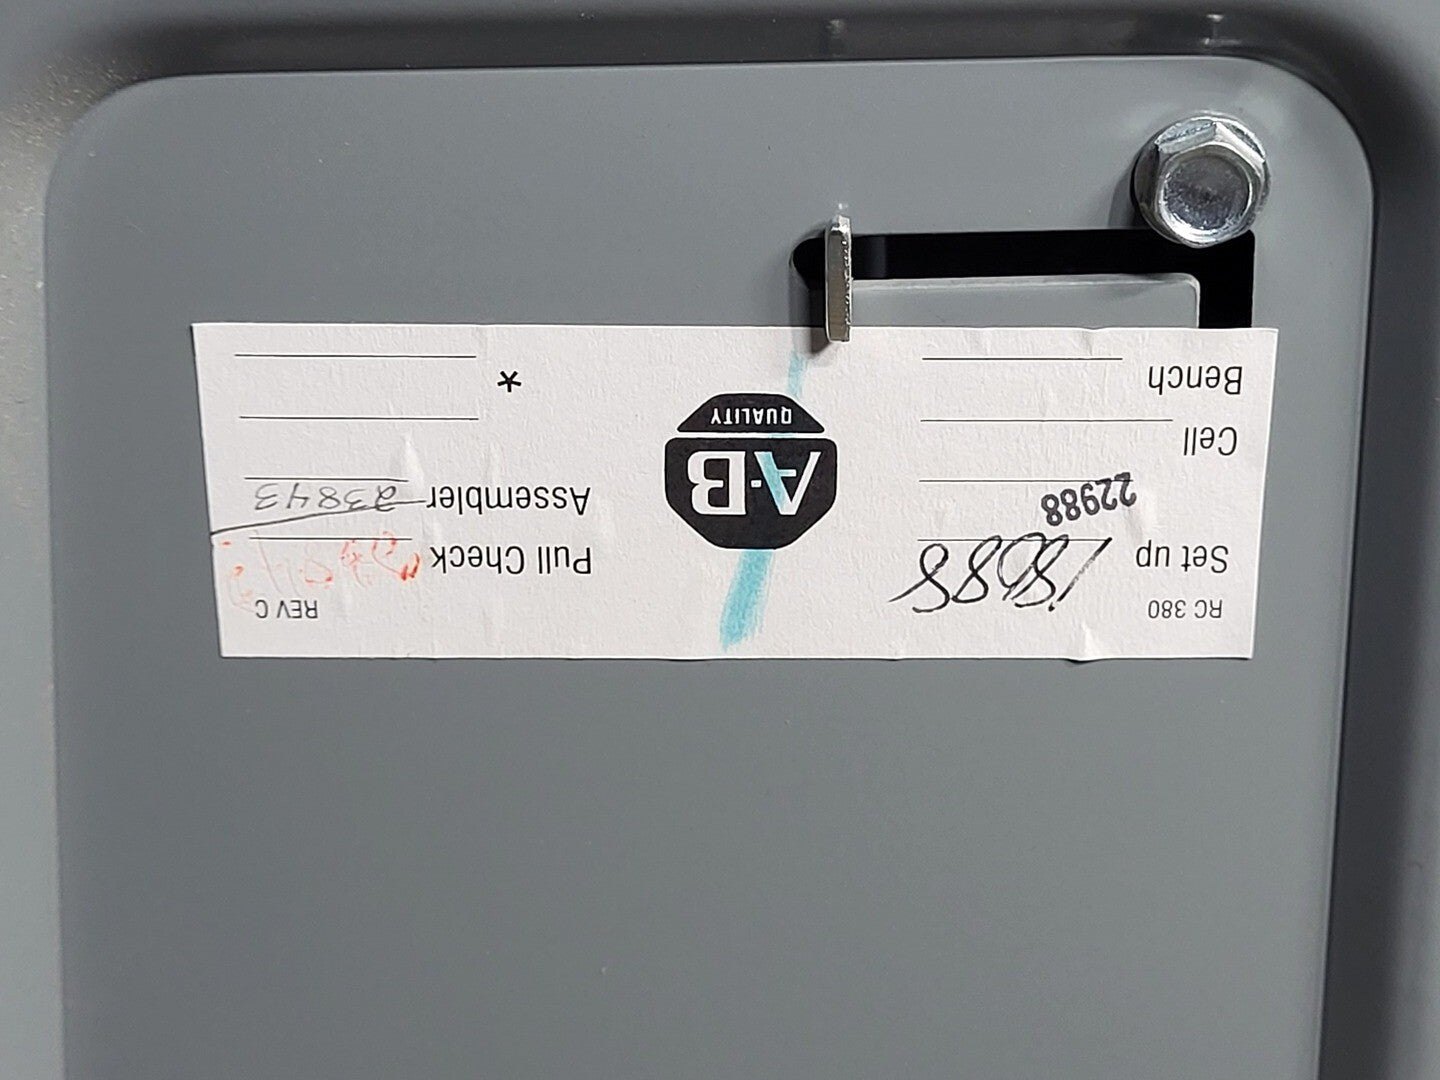 RC 380
Set up
22988
Cell
Bench
A-B
QUALITY
REV C
Pull Check
Assembler 23843
*